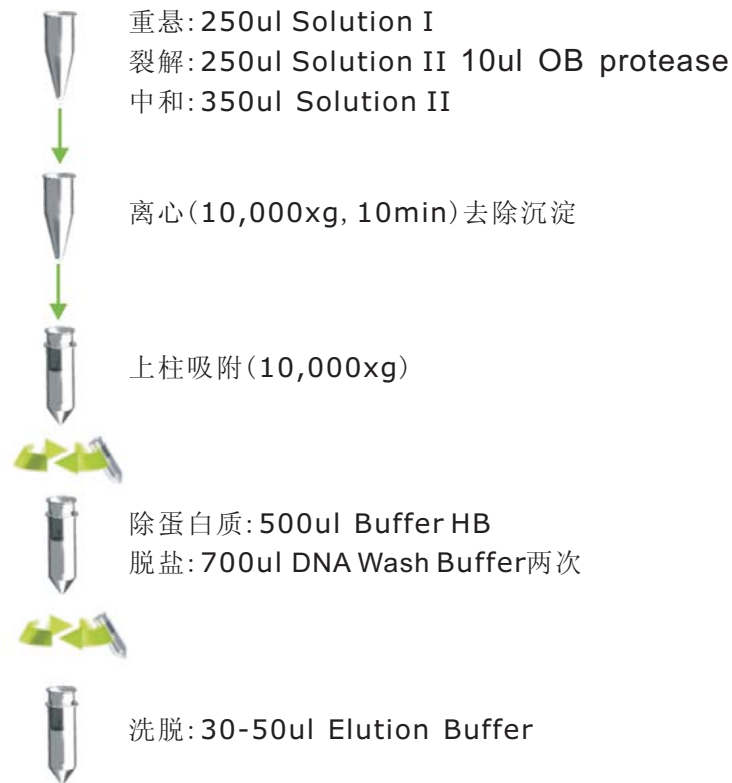 重悬:250ul Solution I
裂解:250ul Solution II 10ul OB protease
中和:350ul Solution II
离心(10,000xg, 10min)去除沉淀
上柱吸附(10,000xg)
除蛋白质:500ul Buffer HB
脱盐:700ul DNA Wash Buffer两次
洗脱:30-50ul Elution Buffer